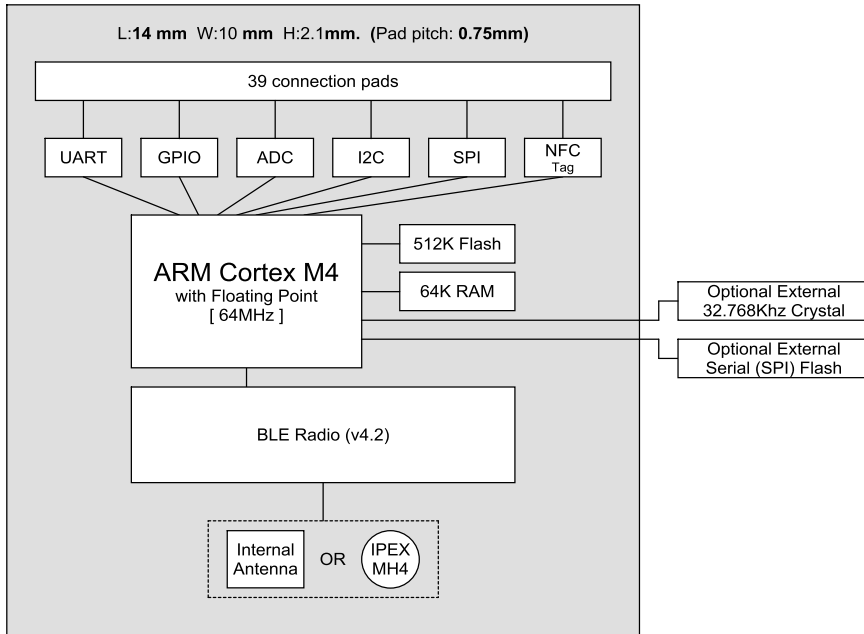 L:14 mm W:10 mm H:2.1mm. (Pad pitch: 0.75mm)
39 connection pads
UART
GPIO
ADC
I2C
SPI
NFC
Tag
ARM Cortex M4
with Floating Point
[ 64MHz ]
512K Flash
64K RAM
Optional External
32.768Khz Crystal
Optional External
Serial (SPI) Flash
BLE Radio (v4.2)
Internal
Antenna
OR
IPEX
MH4